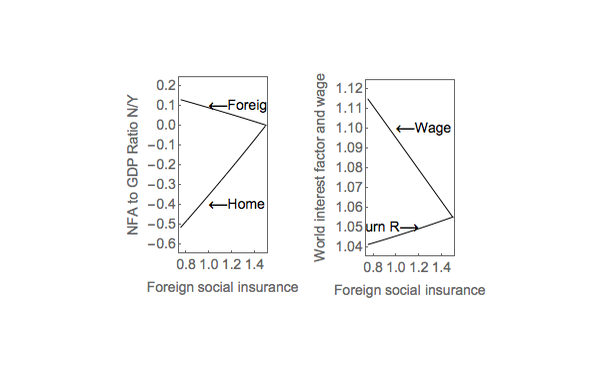 NFA to GDP Ratio N/Y
0.2
0.1
0.0
−0.1
−0.2
−0.3
−0.4
−0.5
−0.6
←Foreig
←Home
0.8 1.0 1.2 1.4
Foreign social insurance
World interest factor and wage
1.12
1.11
1.10
1.09
1.08
1.07
1.06
1.05
1.04
←Wage
urn R→
0.8 1.0 1.2 1.4
Foreign social insurance